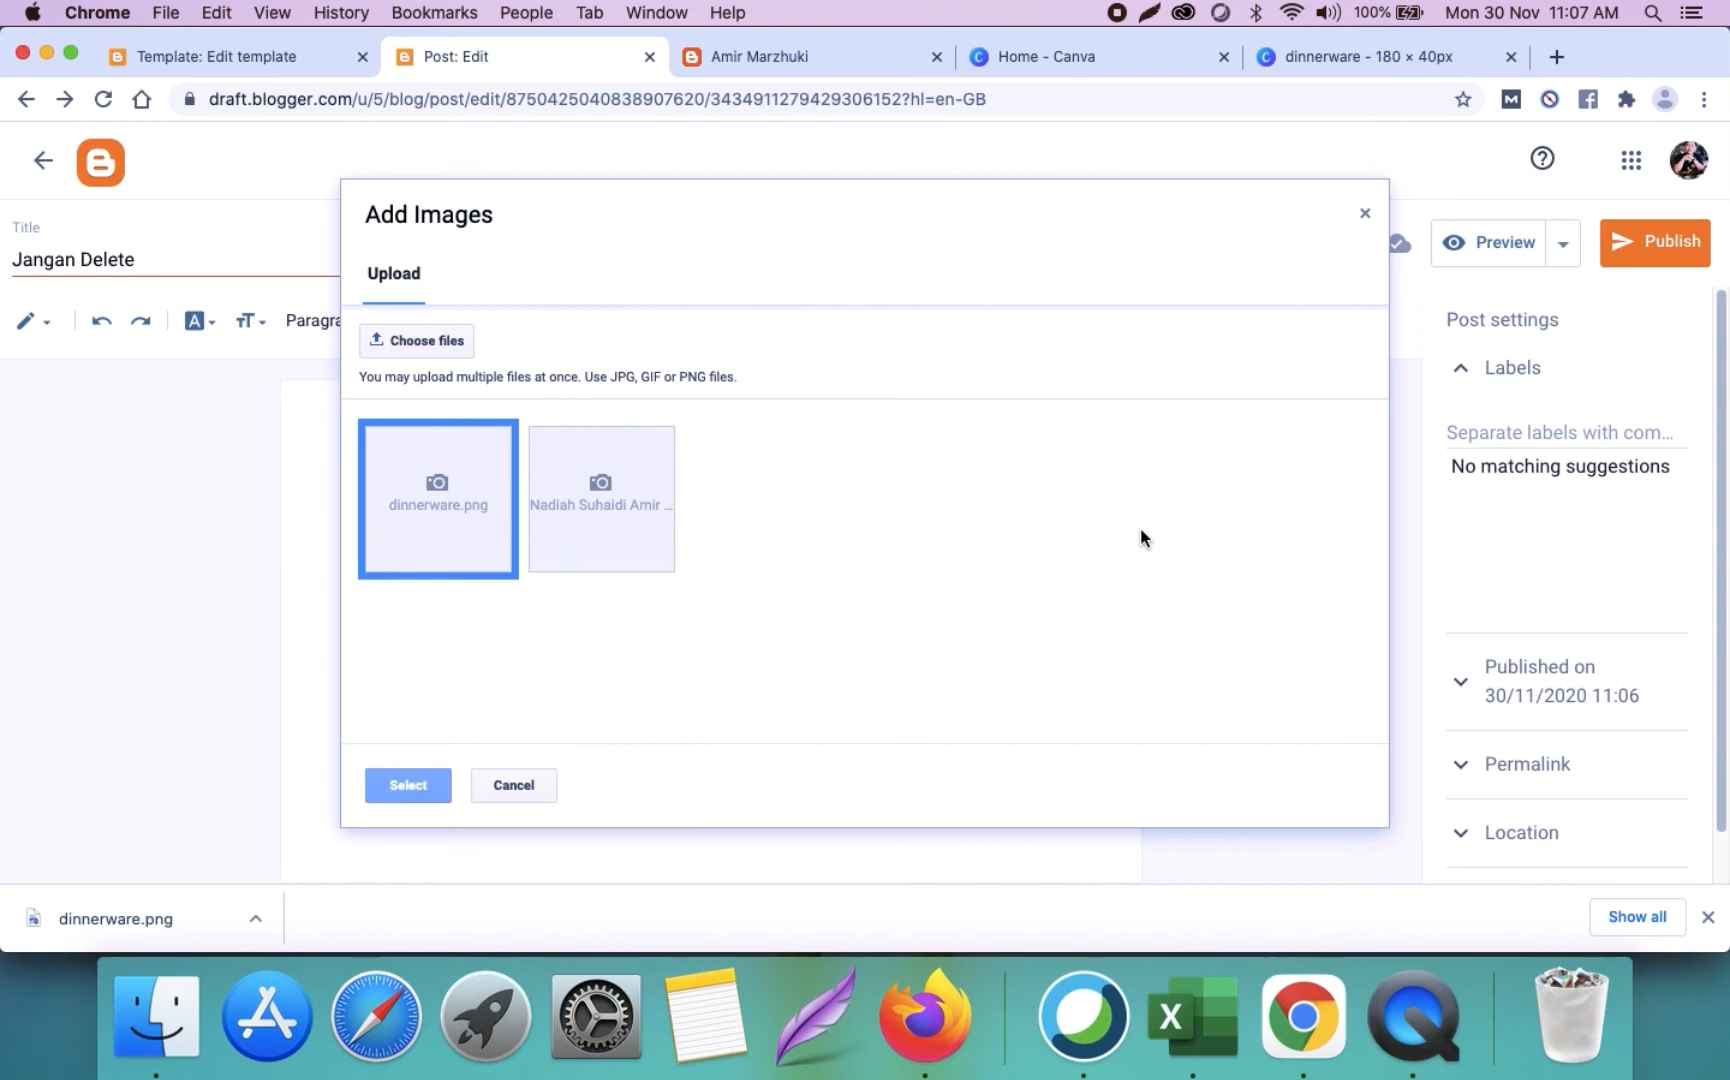 Chrome File Edit View History Bookmarks People Tab Window Help 100% Mon 30 Nov 11:07 AM
Template: Edit template
Post: Edit
Amir Marzhuki
Home - Canva
dinnerware - 180 × 40px
draft.blogger.com/u/5/blog/post/edit/8750425040838907620/3434911279429306152?hl=en-GB
Title
Jangan Delete
Paragra
Add Images
Upload
Choose files
You may upload multiple files at once. Use JPG, GIF or PNG files.
dinnerware.png
Nadiah Suhaidi Amir ...
Select
Cancel
Preview
Publish
Post settings
Labels
Separate labels with com...
No matching suggestions
Published on
30/11/2020 11:06
Permalink
Location
dinnerware.png
Show all